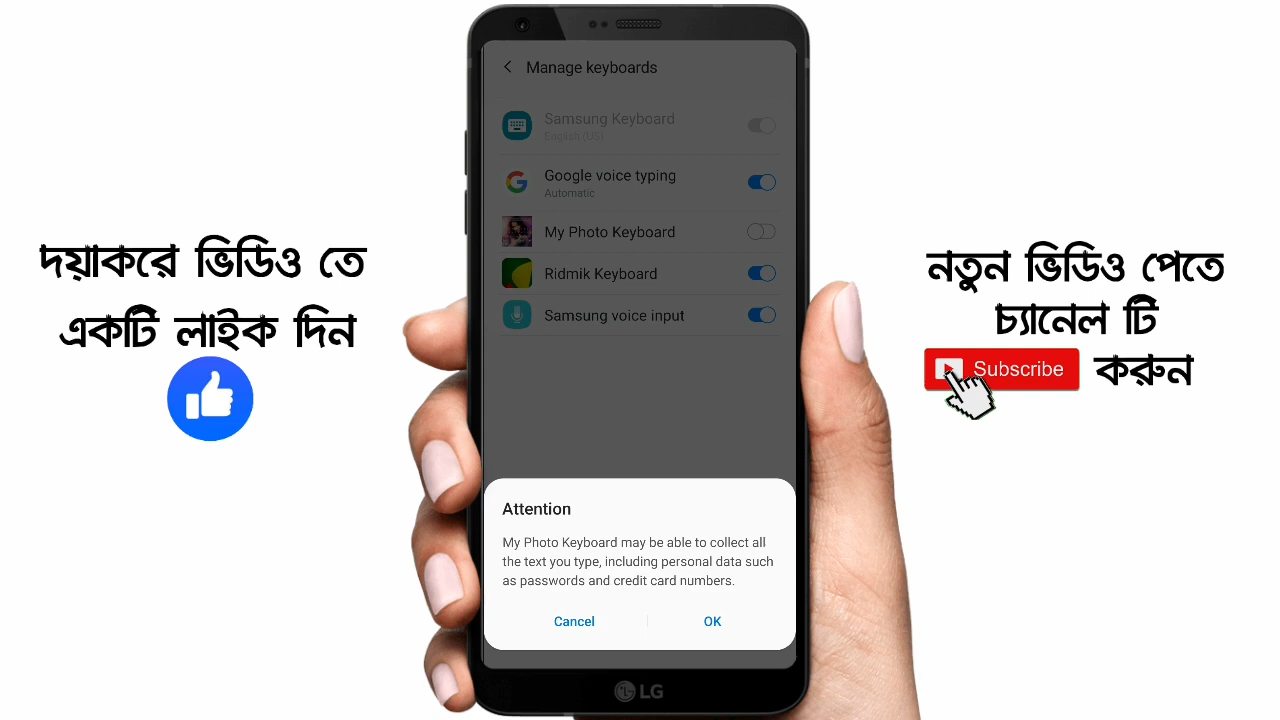 দয়াকরে ভিডিও তে
একটি লাইক দিন
Manage keyboards
Samsung Keyboard
English (US)
Google voice typing
Automatic
My Photo Keyboard
Ridmik Keyboard
Samsung voice input
Attention
My Photo Keyboard may be able to collect all
the text you type, including personal data such
as passwords and credit card numbers.
Cancel OK
LG
নতুন ভিডিও পেতে
চ্যানেল টি
Subscribe করুন